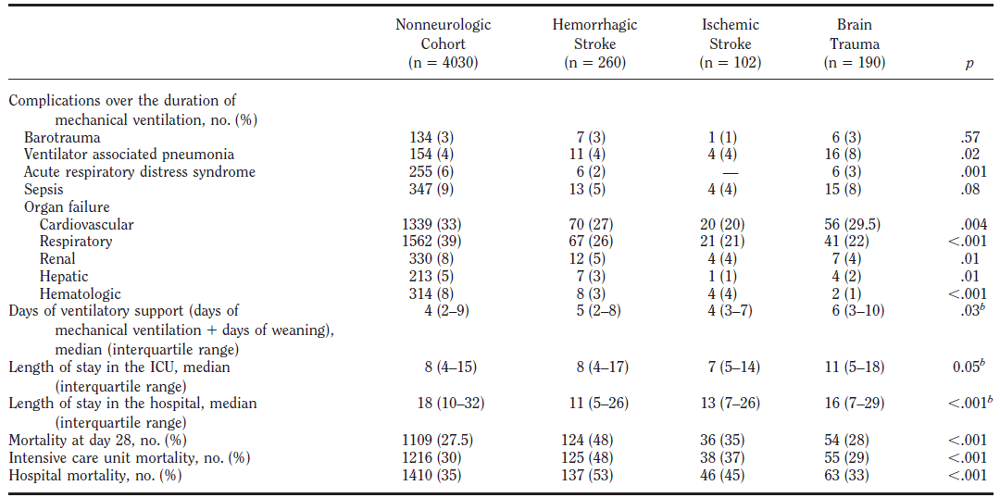 Nonneurologic Hemorrhagic Ischemic Brain
Cohort Stroke Stroke Trauma
(n = 4030) (n = 260) (n = 102) (n = 190) p
Complications over the duration of
mechanical ventilation, no. (%)
Barotrauma 134 (3) 7 (3) 1 (1) 6 (3) .57
Ventilator associated pneumonia 154 (4) 11 (4) 4 (4) 16 (8) .02
Acute respiratory distress syndrome 255 (6) 6 (2) — 6 (3) .001
Sepsis 347 (9) 13 (5) 4 (4) 15 (8) .08
Organ failure
Cardiovascular 1339 (33) 70 (27) 20 (20) 56 (29.5) .004
Respiratory 1562 (39) 67 (26) 21 (21) 41 (22) <.001
Renal 330 (8) 12 (5) 4 (4) 7 (4) .01
Hepatic 213 (5) 7 (3) 1 (1) 4 (2) .01
Hematologic 314 (8) 8 (3) 4 (4) 2 (1) <.001
Days of ventilatory support (days of 4 (2–9) 5 (2–8) 4 (3–7) 6 (3–10) .03b
mechanical ventilation + days of weaning),
median (interquartile range)
Length of stay in the ICU, median 8 (4–15) 8 (4–17) 7 (5–14) 11 (5–18) 0.05b
(interquartile range)
Length of stay in the hospital, median 18 (10–32) 11 (5–26) 13 (7–26) 16 (7–29) <.001b
(interquartile range)
Mortality at day 28, no. (%) 1109 (27.5) 124 (48) 36 (35) 54 (28) <.001
Intensive care unit mortality, no. (%) 1216 (30) 125 (48) 38 (37) 55 (29) <.001
Hospital mortality, no. (%) 1410 (35) 137 (53) 46 (45) 63 (33) <.001